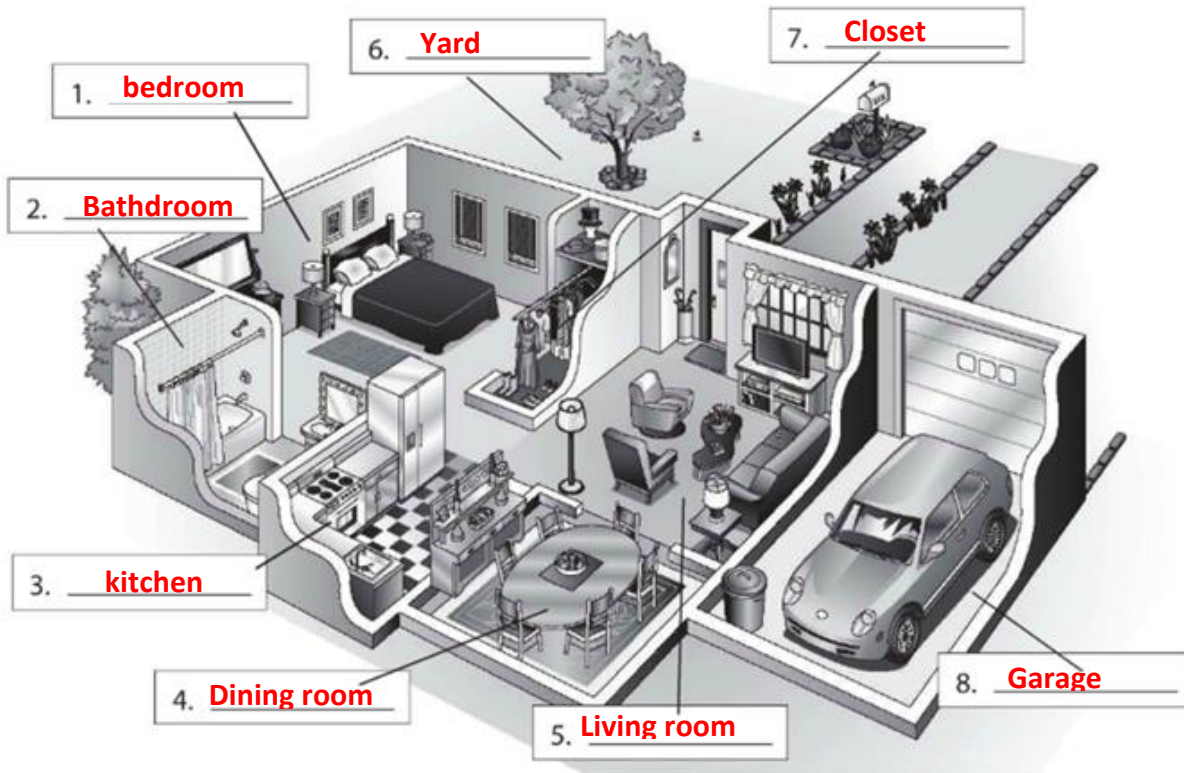 1. bedroom
2. Bathdroom
3. kitchen
4. Dining room
5. Living room
6. Yard
7. Closet
8. Garage